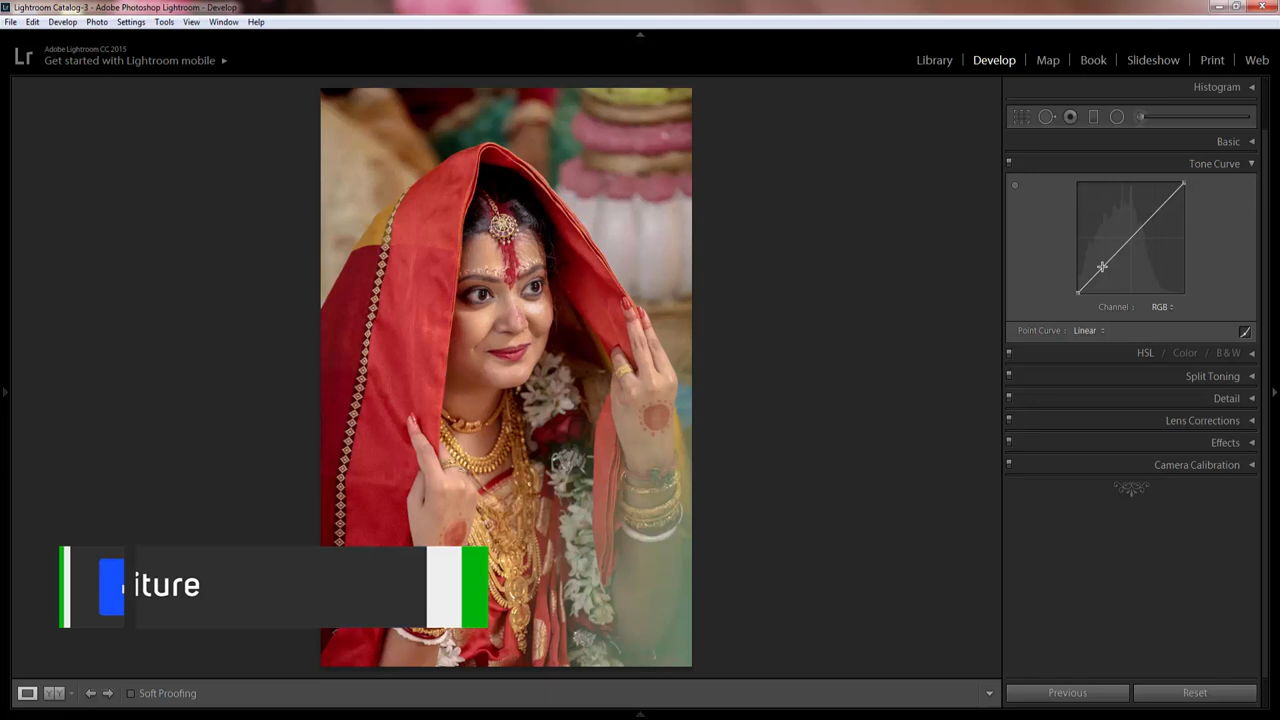 Lightroom Catalog-3 - Adobe Photoshop Lightroom - Develop
File Edit Develop Photo Settings Tools View Window Help
Lr
Adobe Lightroom CC 2015
Get started with Lightroom mobile
Library Develop Map Book Slideshow Print Web
Histogram
Basic
Tone Curve
Channel : RGB
Point Curve : Linear
HSL / Color / B & W
Split Toning
Detail
Lens Corrections
Effects
Camera Calibration
iture
Y Y
Soft Proofing
Previous Reset